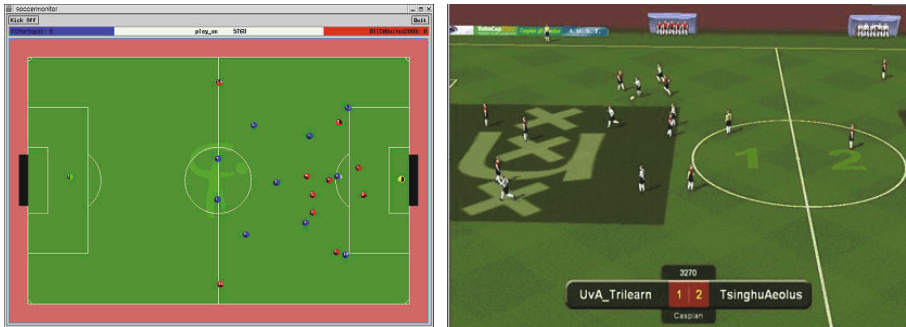 soccermonitor
Kick Off
Quit
play_on 5760
RoboCup
U. S. T.
1 2
3270
UvA_Trilearn 1 2 TsinghuAeolus
Caspian